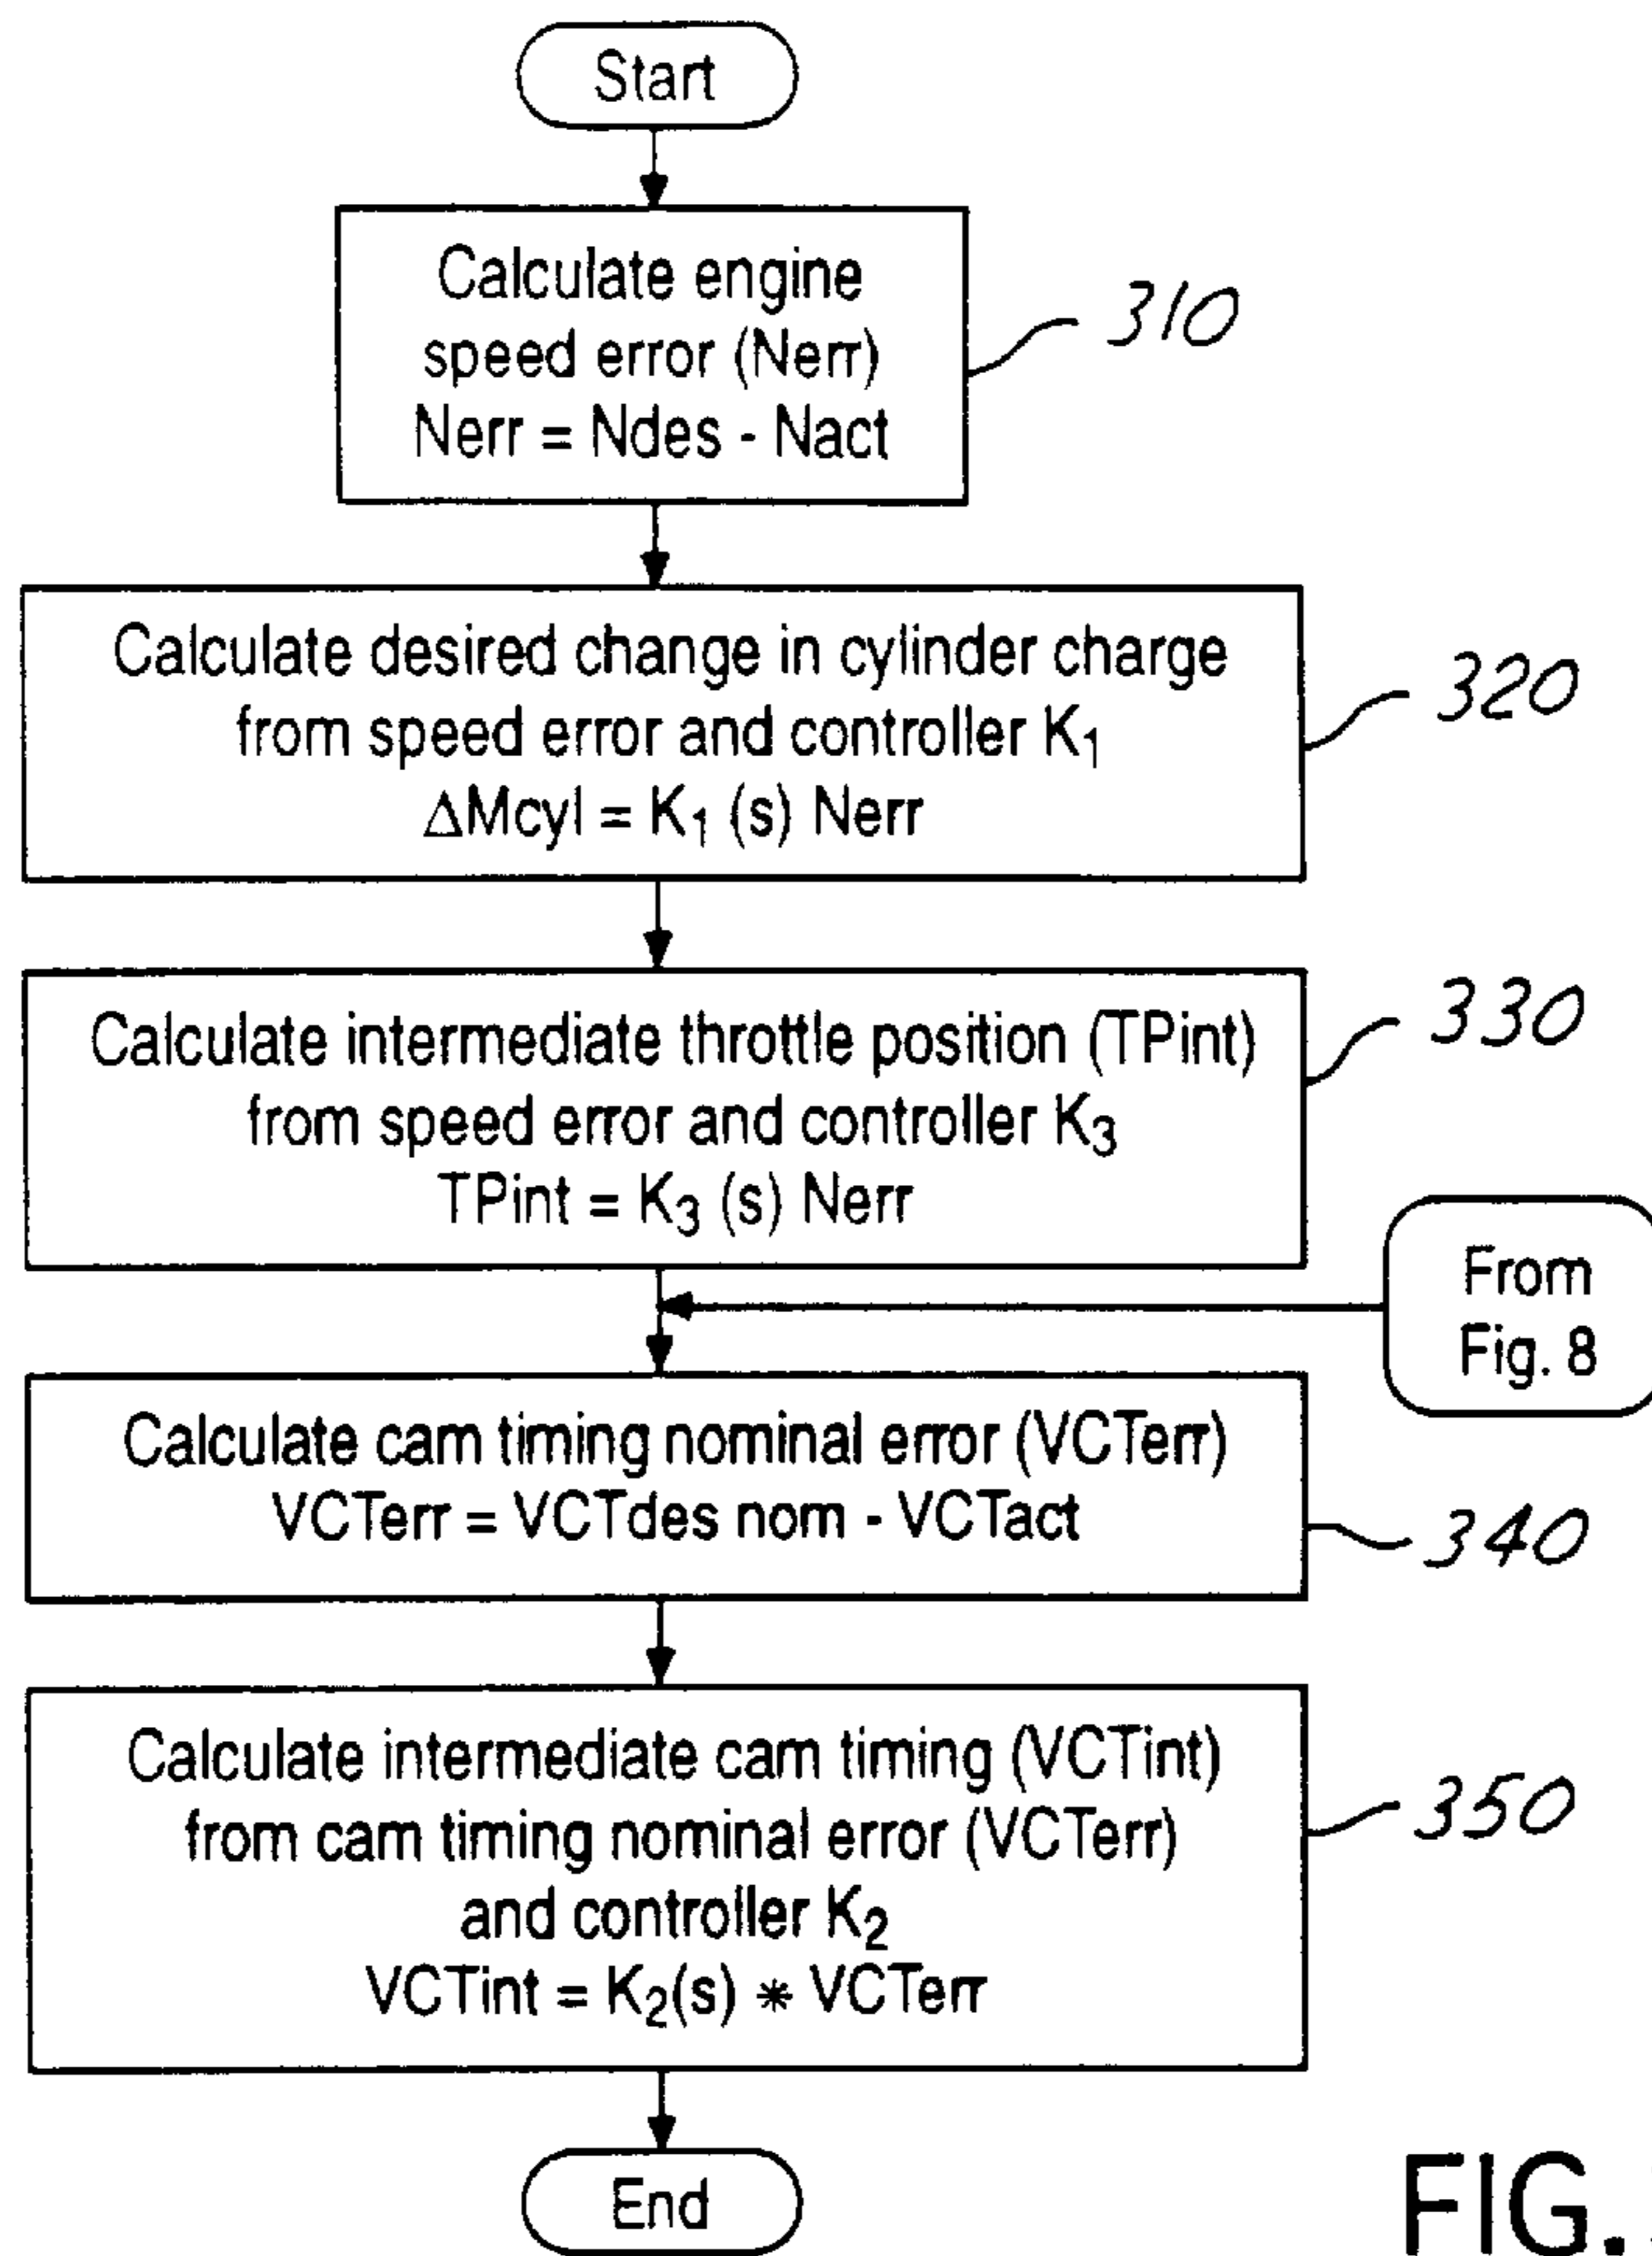 Start
Calculate engine
speed error (Nerr)
Nerr = Ndes - Nact
310
Calculate desired change in cylinder charge
from speed error and controller K₁
ΔMcyl = K₁ (s) Nerr
320
Calculate intermediate throttle position (TPint)
from speed error and controller K₃
TPint = K₃ (s) Nerr
330
From
Fig. 8
Calculate cam timing nominal error (VCTerr)
VCTerr = VCTdes nom - VCTact
340
Calculate intermediate cam timing (VCTint)
from cam timing nominal error (VCTerr)
and controller K₂
VCTint = K₂(s) * VCTerr
350
End
FIG.